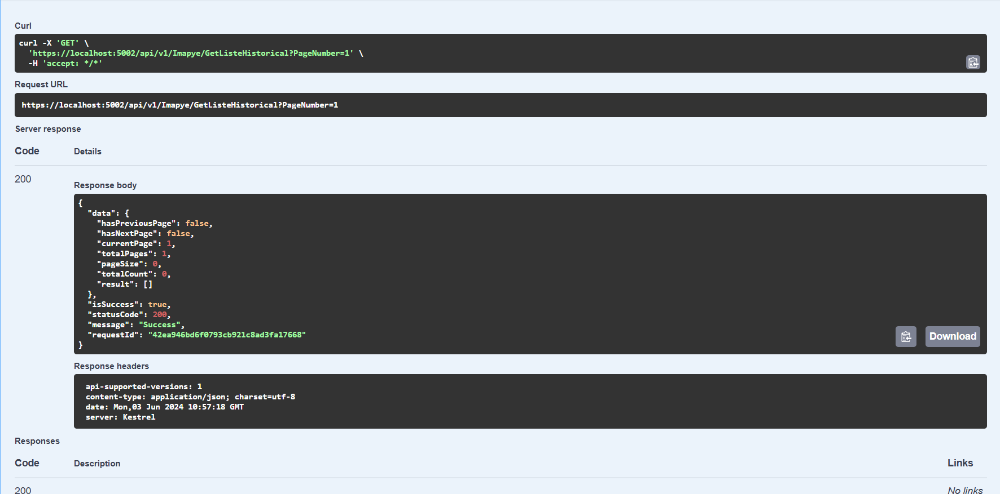 Curl
curl -X 'GET' \
'https://localhost:5002/api/v1/Imapye/GetListeHistorical?PageNumber=1' \
-H 'accept: */*'
Request URL
https://localhost:5002/api/v1/Imapye/GetListeHistorical?PageNumber=1
Server response
Code Details
200
Response body
{
"data": {
"hasPreviousPage": false,
"hasNextPage": false,
"currentPage": 1,
"totalPages": 1,
"pageSize": 0,
"totalCount": 0,
"result": []
},
"isSuccess": true,
"statusCode": 200,
"message": "Success",
"requestId": "42ea946bd6f0793cb921c8ad3fa17668"
}
Download
Response headers
api-supported-versions: 1
content-type: application/json; charset=utf-8
date: Mon,03 Jun 2024 10:57:18 GMT
server: Kestrel
Responses
Code Description Links
200 No links